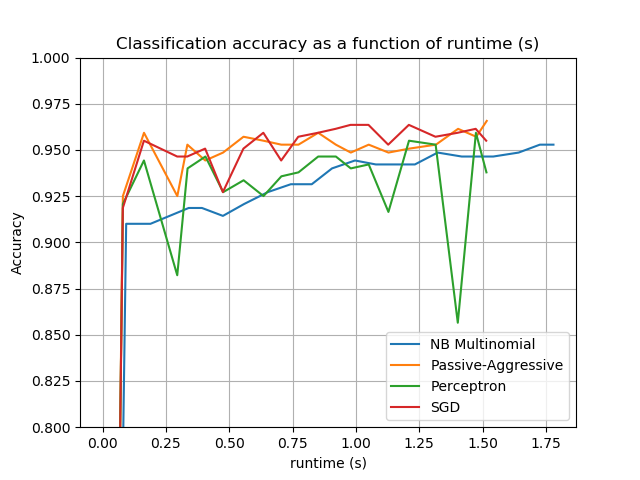 Classification accuracy as a function of runtime (s)
1.000
0.975
0.950
0.925
0.900
0.875
0.850
0.825
0.800
Accuracy
0.00 0.25 0.50 0.75 1.00 1.25 1.50 1.75
runtime (s)
NB Multinomial
Passive-Aggressive
Perceptron
SGD